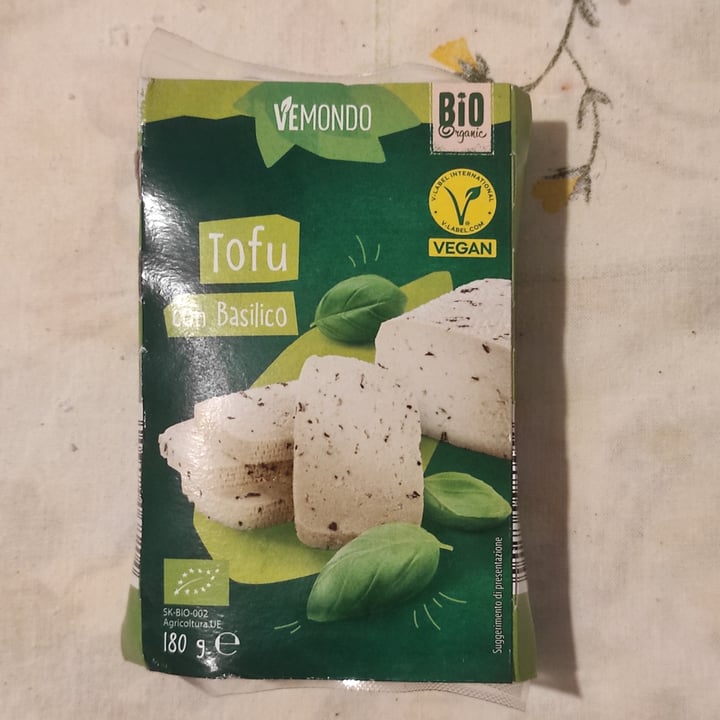 VEMONDO
BIO
Organic
V-LABEL INTERNATIONAL
V-LABEL.COM
VEGAN
Tofu
con Basilico
SK-BIO-002
Agricoltura UE
180 g e
Suggerimento di presentazione